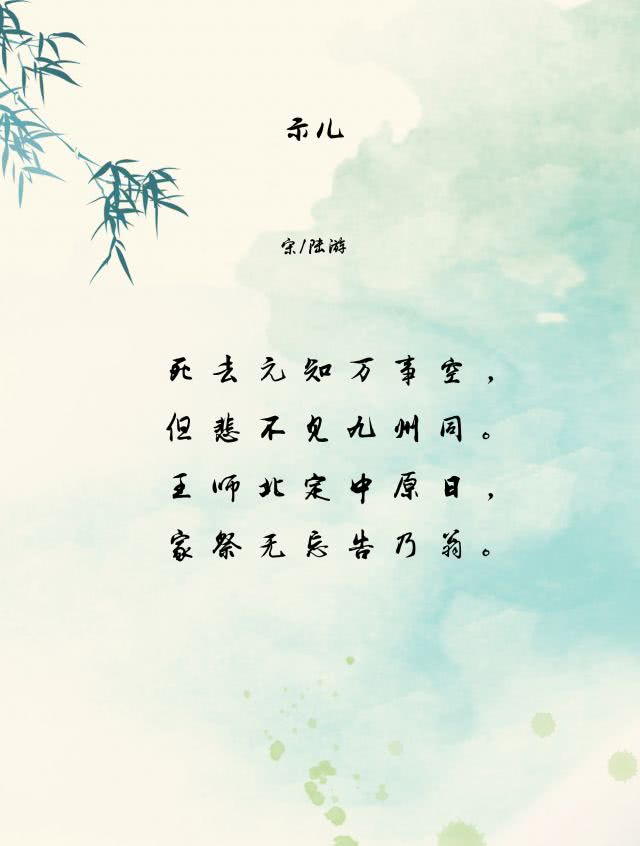 示儿
宋/陆游
死去元知万事空，
但悲不见九州同。
王师北定中原日，
家祭无忘告乃翁。